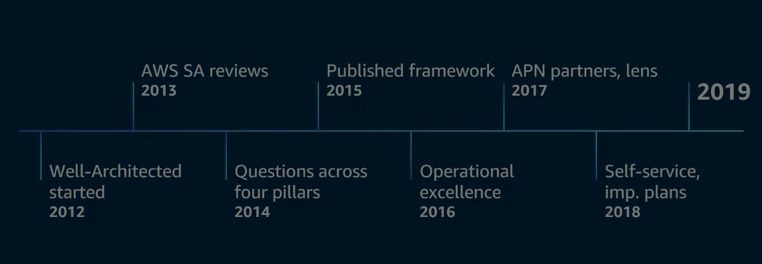 AWS SA reviews
2013
Published framework
2015
APN partners, lens
2017
2019
Well-Architected
started
2012
Questions across
four pillars
2014
Operational
excellence
2016
Self-service,
imp. plans
2018